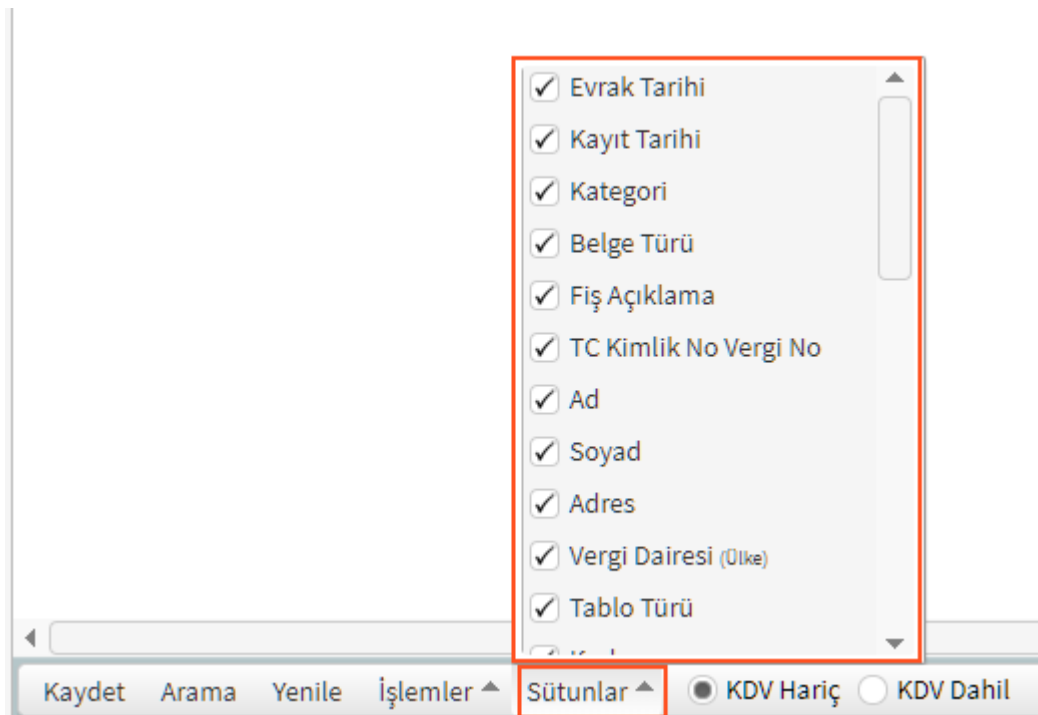 Evrak Tarihi
Kayıt Tarihi
Kategori
Belge Türü
Fiş Açıklama
TC Kimlik No Vergi No
Ad
Soyad
Adres
Vergi Dairesi (Ülke)
Tablo Türü
Kaydet Arama Yenile İşlemler Sütunlar KDV Hariç KDV Dahil